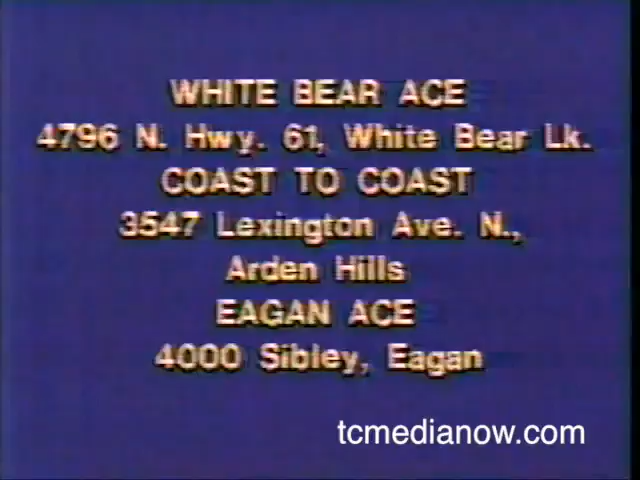 WHITE BEAR ACE
4796 N. Hwy. 61, White Bear Lk.
COAST TO COAST
3547 Lexington Ave. N.,
Arden Hills
EAGAN ACE
4000 Sibley, Eagan
tcmedianow.com